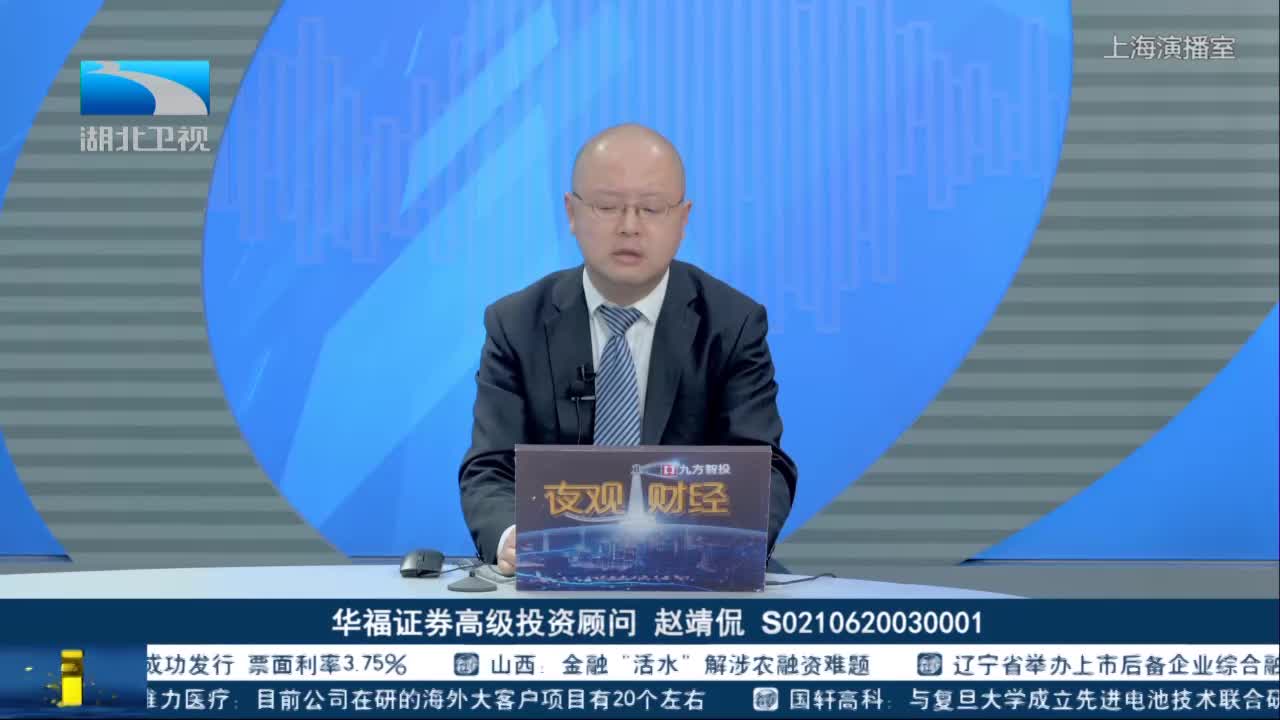 上海演播室
湖北卫视
九方智投
夜观财经
华福证券高级投资顾问 赵靖侃 S0210620030001
成功发行 票面利率3.75% 山西：金融“活水”解涉农融资难题 辽宁省举办上市后备企业综合融
维力医疗：目前公司在研的海外大客户项目有20个左右 国轩高科：与复旦大学成立先进电池技术联合研